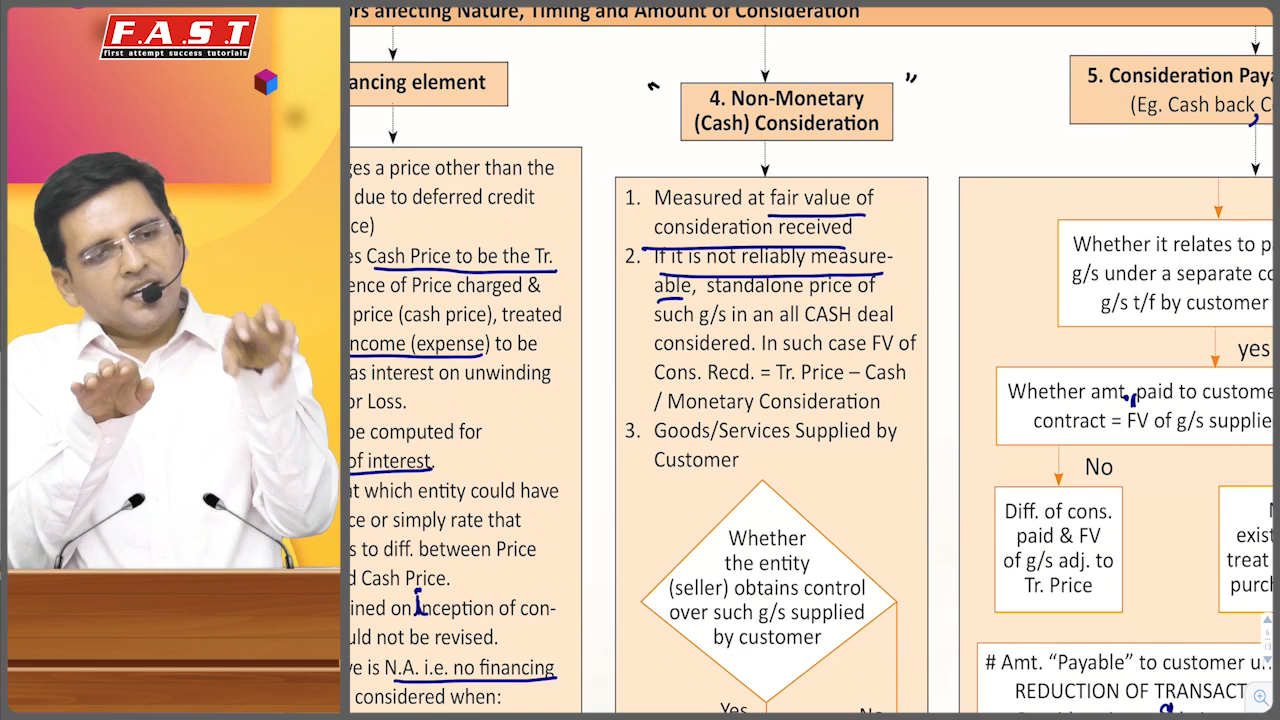 F.A.S.T
first attempt success tutorials
ors affecting Nature, Timing and Amount of Consideration
ancing element
ges a price other than the
due to deferred credit
ce)
es Cash Price to be the Tr.
ence of Price charged &
price (cash price), treated
ncome (expense) to be
as interest on unwinding
or Loss.
be computed for
of interest.
at which entity could have
ce or simply rate that
s to diff. between Price
d Cash Price.
ined on inception of con-
uld not be revised.
ve is N.A. i.e. no financing
considered when:
4. Non-Monetary
(Cash) Consideration
1. Measured at fair value of
consideration received
2. If it is not reliably measure-
able, standalone price of
such g/s in an all CASH deal
considered. In such case FV of
Cons. Recd. = Tr. Price – Cash
/ Monetary Consideration
3. Goods/Services Supplied by
Customer
Whether
the entity
(seller) obtains control
over such g/s supplied
by customer
Yes
No
5. Consideration Paya
(Eg. Cash back C
Whether it relates to p
g/s under a separate co
g/s t/f by customer
yes
Whether amt. paid to custome
contract = FV of g/s supplie
No
Diff. of cons.
paid & FV
of g/s adj. to
Tr. Price
exist
treat
purch
# Amt. “Payable” to customer u
REDUCTION OF TRANSACT